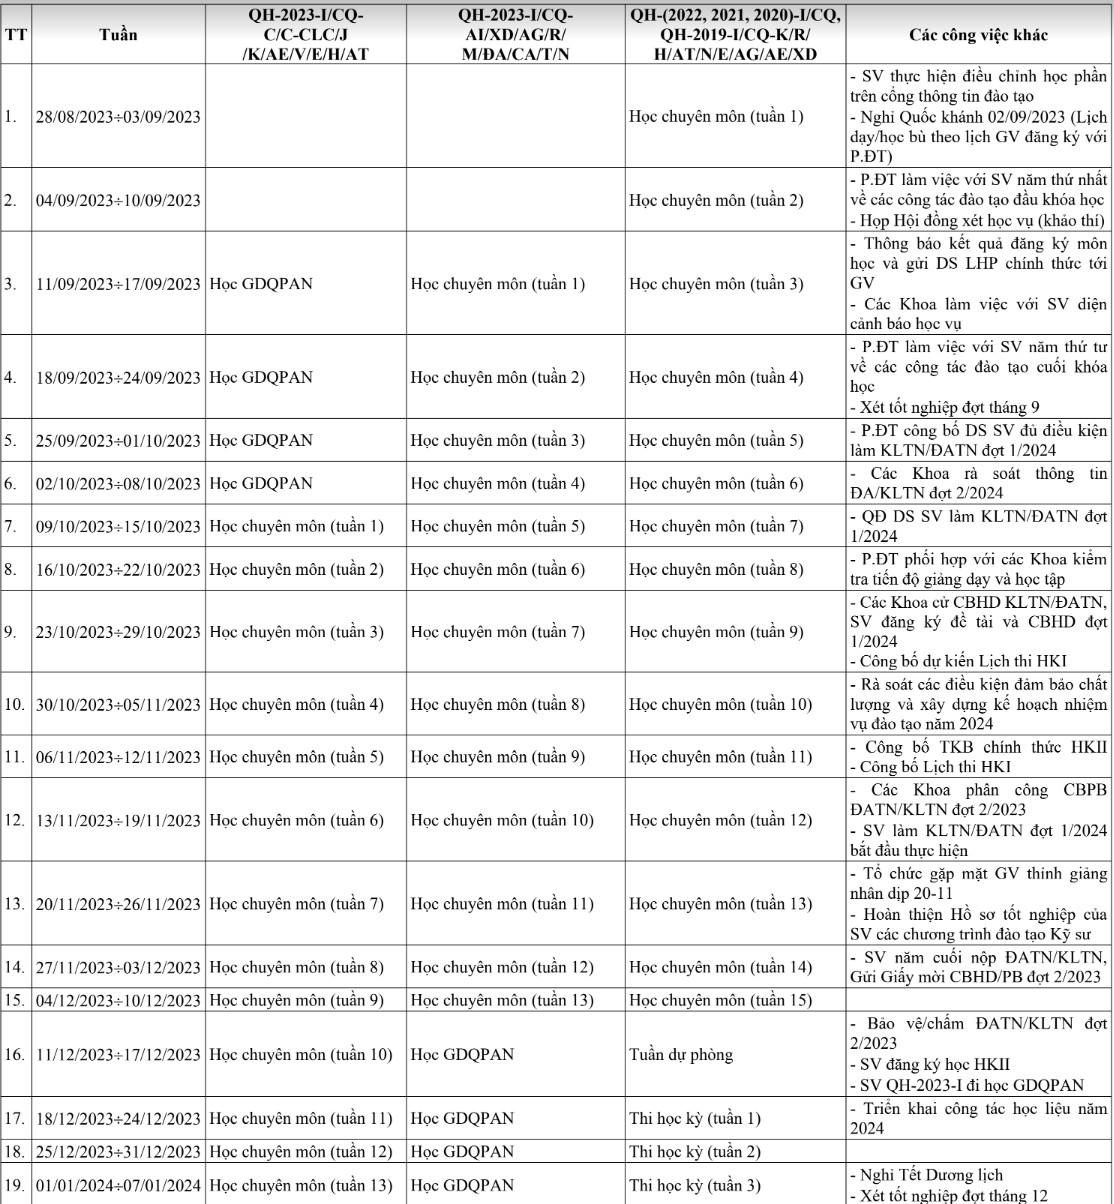 TT
Tuần
QH-2023-I/CQ-
C/C-CLC/J
/K/AE/V/E/H/AT
QH-2023-I/CQ-
AI/XD/AG/R/
M/ĐA/CA/T/N
QH-(2022, 2021, 2020)-I/CQ,
QH-2019-I/CQ-K/R/
H/AT/N/E/AG/AE/XD
Các công việc khác
1.
28/08/2023÷03/09/2023
Học chuyên môn (tuần 1)
- SV thực hiện điều chỉnh học phần
trên cổng thông tin đào tạo
- Nghỉ Quốc khánh 02/09/2023 (Lịch
dạy/học bù theo lịch GV đăng ký với
P.ĐT)
2.
04/09/2023÷10/09/2023
Học chuyên môn (tuần 2)
- P.ĐT làm việc với SV năm thứ nhất
về các công tác đào tạo đầu khóa học
- Họp Hội đồng xét học vụ (khảo thí)
3.
11/09/2023÷17/09/2023
Học GDQPAN
Học chuyên môn (tuần 1)
Học chuyên môn (tuần 3)
- Thông báo kết quả đăng ký môn
học và gửi DS LHP chính thức tới
GV
- Các Khoa làm việc với SV diện
cảnh báo học vụ
4.
18/09/2023÷24/09/2023
Học GDQPAN
Học chuyên môn (tuần 2)
Học chuyên môn (tuần 4)
- P.ĐT làm việc với SV năm thứ tư
về các công tác đào tạo cuối khóa
học
- Xét tốt nghiệp đợt tháng 9
5.
25/09/2023÷01/10/2023
Học GDQPAN
Học chuyên môn (tuần 3)
Học chuyên môn (tuần 5)
- P.ĐT công bố DS SV đủ điều kiện
làm KLTN/ĐATN đợt 1/2024
6.
02/10/2023÷08/10/2023
Học GDQPAN
Học chuyên môn (tuần 4)
Học chuyên môn (tuần 6)
- Các Khoa rà soát thông tin
ĐA/KLTN đợt 2/2024
7.
09/10/2023÷15/10/2023
Học chuyên môn (tuần 1)
Học chuyên môn (tuần 5)
Học chuyên môn (tuần 7)
- QĐ DS SV làm KLTN/ĐATN đợt
1/2024
8.
16/10/2023÷22/10/2023
Học chuyên môn (tuần 2)
Học chuyên môn (tuần 6)
Học chuyên môn (tuần 8)
- P.ĐT phối hợp với các Khoa kiểm
tra tiến độ giảng dạy và học tập
9.
23/10/2023÷29/10/2023
Học chuyên môn (tuần 3)
Học chuyên môn (tuần 7)
Học chuyên môn (tuần 9)
- Các Khoa cử CBHD KLTN/ĐATN,
SV đăng ký đề tài và CBHD đợt
1/2024
- Công bố dự kiến Lịch thi HKI
10.
30/10/2023÷05/11/2023
Học chuyên môn (tuần 4)
Học chuyên môn (tuần 8)
Học chuyên môn (tuần 10)
- Rà soát các điều kiện đảm bảo chất
lượng và xây dựng kế hoạch nhiệm
vụ đào tạo năm 2024
11.
06/11/2023÷12/11/2023
Học chuyên môn (tuần 5)
Học chuyên môn (tuần 9)
Học chuyên môn (tuần 11)
- Công bố TKB chính thức HKII
- Công bố Lịch thi HKI
12.
13/11/2023÷19/11/2023
Học chuyên môn (tuần 6)
Học chuyên môn (tuần 10)
Học chuyên môn (tuần 12)
- Các Khoa phân công CBPB
ĐATN/KLTN đợt 2/2023
- SV làm KLTN/ĐATN đợt 1/2024
bắt đầu thực hiện
13.
20/11/2023÷26/11/2023
Học chuyên môn (tuần 7)
Học chuyên môn (tuần 11)
Học chuyên môn (tuần 13)
- Tổ chức gặp mặt GV thỉnh giảng
nhân dịp 20-11
- Hoàn thiện Hồ sơ tốt nghiệp của
SV các chương trình đào tạo Kỹ sư
14.
27/11/2023÷03/12/2023
Học chuyên môn (tuần 8)
Học chuyên môn (tuần 12)
Học chuyên môn (tuần 14)
- SV năm cuối nộp ĐATN/KLTN,
Gửi Giấy mời CBHD/PB đợt 2/2023
15.
04/12/2023÷10/12/2023
Học chuyên môn (tuần 9)
Học chuyên môn (tuần 13)
Học chuyên môn (tuần 15)
16.
11/12/2023÷17/12/2023
Học chuyên môn (tuần 10)
Học GDQPAN
Tuần dự phòng
- Bảo vệ/chấm ĐATN/KLTN đợt
2/2023
- SV đăng ký học HKII
- SV QH-2023-I đi học GDQPAN
17.
18/12/2023÷24/12/2023
Học chuyên môn (tuần 11)
Học GDQPAN
Thi học kỳ (tuần 1)
- Triển khai công tác học liệu năm
2024
18.
25/12/2023÷31/12/2023
Học chuyên môn (tuần 12)
Học GDQPAN
Thi học kỳ (tuần 2)
19.
01/01/2024÷07/01/2024
Học chuyên môn (tuần 13)
Học GDQPAN
Thi học kỳ (tuần 3)
- Nghỉ Tết Dương lịch
- Xét tốt nghiệp đợt tháng 12